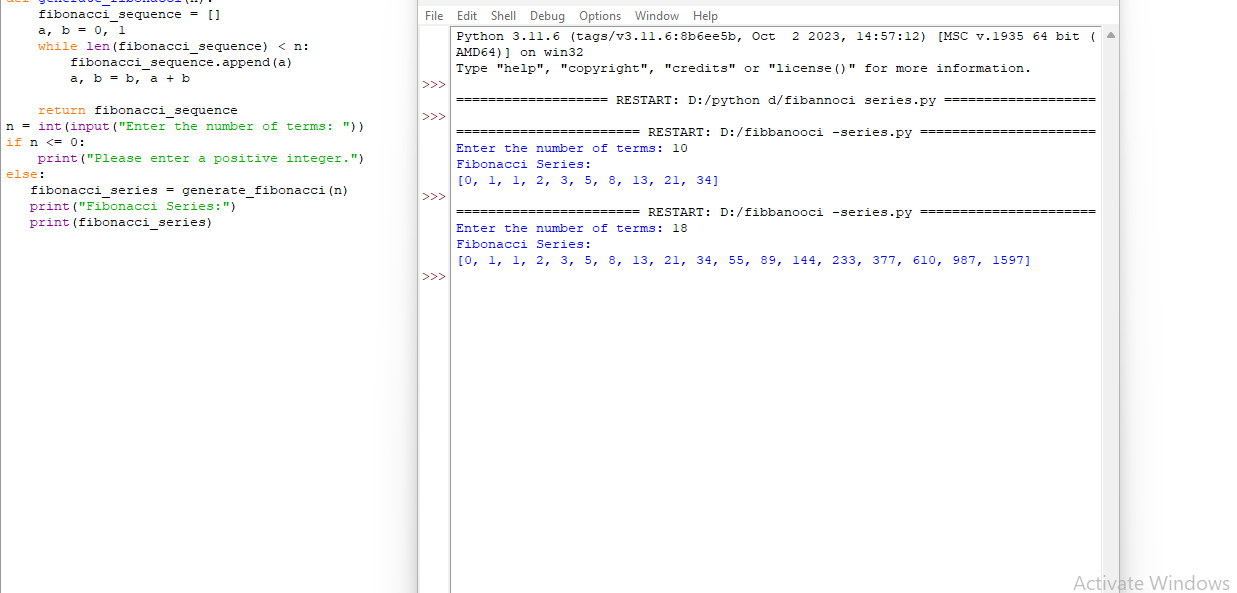 def generate_fibonacci(n):
    fibonacci_sequence = []
    a, b = 0, 1
    while len(fibonacci_sequence) < n:
        fibonacci_sequence.append(a)
        a, b = b, a + b
    return fibonacci_sequence
n = int(input("Enter the number of terms: "))
if n <= 0:
    print("Please enter a positive integer.")
else:
   fibonacci_series = generate_fibonacci(n)
   print("Fibonacci Series:")
   print(fibonacci_series)
File Edit Shell Debug Options Window Help
Python 3.11.6 (tags/v3.11.6:8b6ee5b, Oct  2 2023, 14:57:12) [MSC v.1935 64 bit (
AMD64)] on win32
Type "help", "copyright", "credits" or "license()" for more information.
>>>
=================== RESTART: D:/python d/fibannoci series.py ===================
>>>
======================= RESTART: D:/fibbanooci -series.py ======================
Enter the number of terms: 10
Fibonacci Series:
[0, 1, 1, 2, 3, 5, 8, 13, 21, 34]
>>>
======================= RESTART: D:/fibbanooci -series.py ======================
Enter the number of terms: 18
Fibonacci Series:
[0, 1, 1, 2, 3, 5, 8, 13, 21, 34, 55, 89, 144, 233, 377, 610, 987, 1597]
>>>
Activate Windows